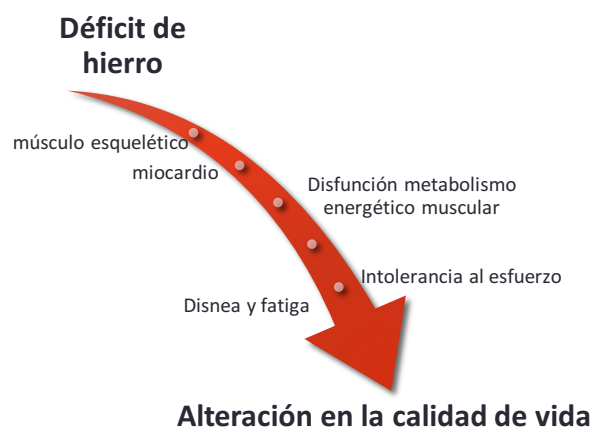 Déficit de
hierro
músculo esquelético
miocardio
Disfunción metabolismo
energético muscular
Intolerancia al esfuerzo
Disnea y fatiga
Alteración en la calidad de vida